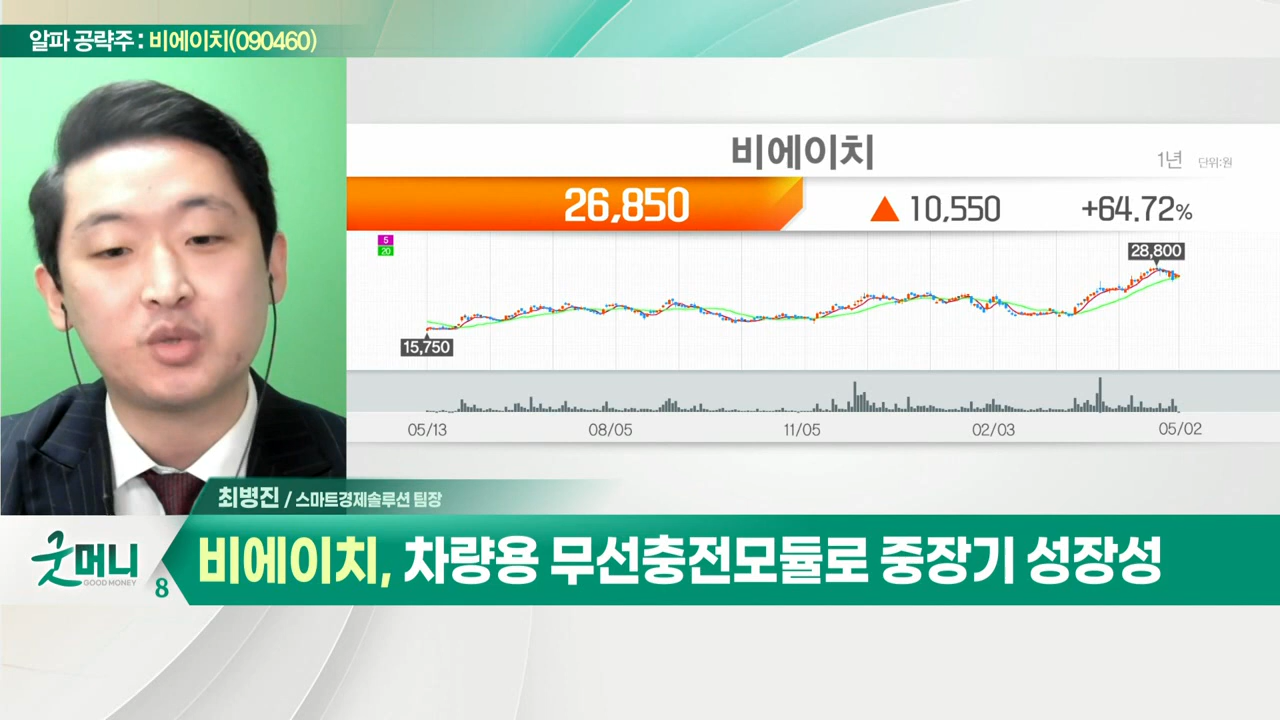 알파 공략주 : 비에이치(090460)
비에이치
1년 단위:원
26,850 ▲ 10,550 +64.72%
5
20
28,800
15,750
05/13 08/05 11/05 02/03 05/02
최병진 / 스마트경제솔루션 팀장
굿머니
GOOD MONEY
8
비에이치, 차량용 무선충전모듈로 중장기 성장성